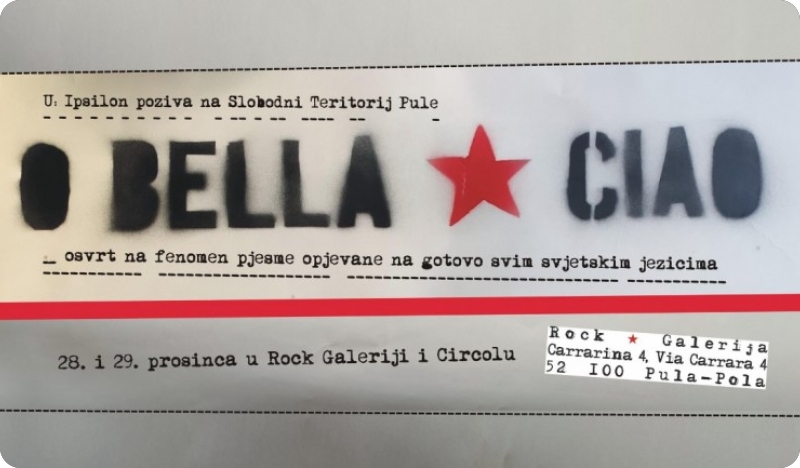 U: Ipsilon poziva na Slobodni Teritorij Pule
O BELLA ★ CIAO
_ osvrt na fenomen pjesme opjevane na gotovo svim svjetskim jezicima
28. i 29. prosinca u Rock Galeriji i Circolu
Rock ★ Galerija
Carrarina 4, Via Carrara 4
52 100 Pula-Pola